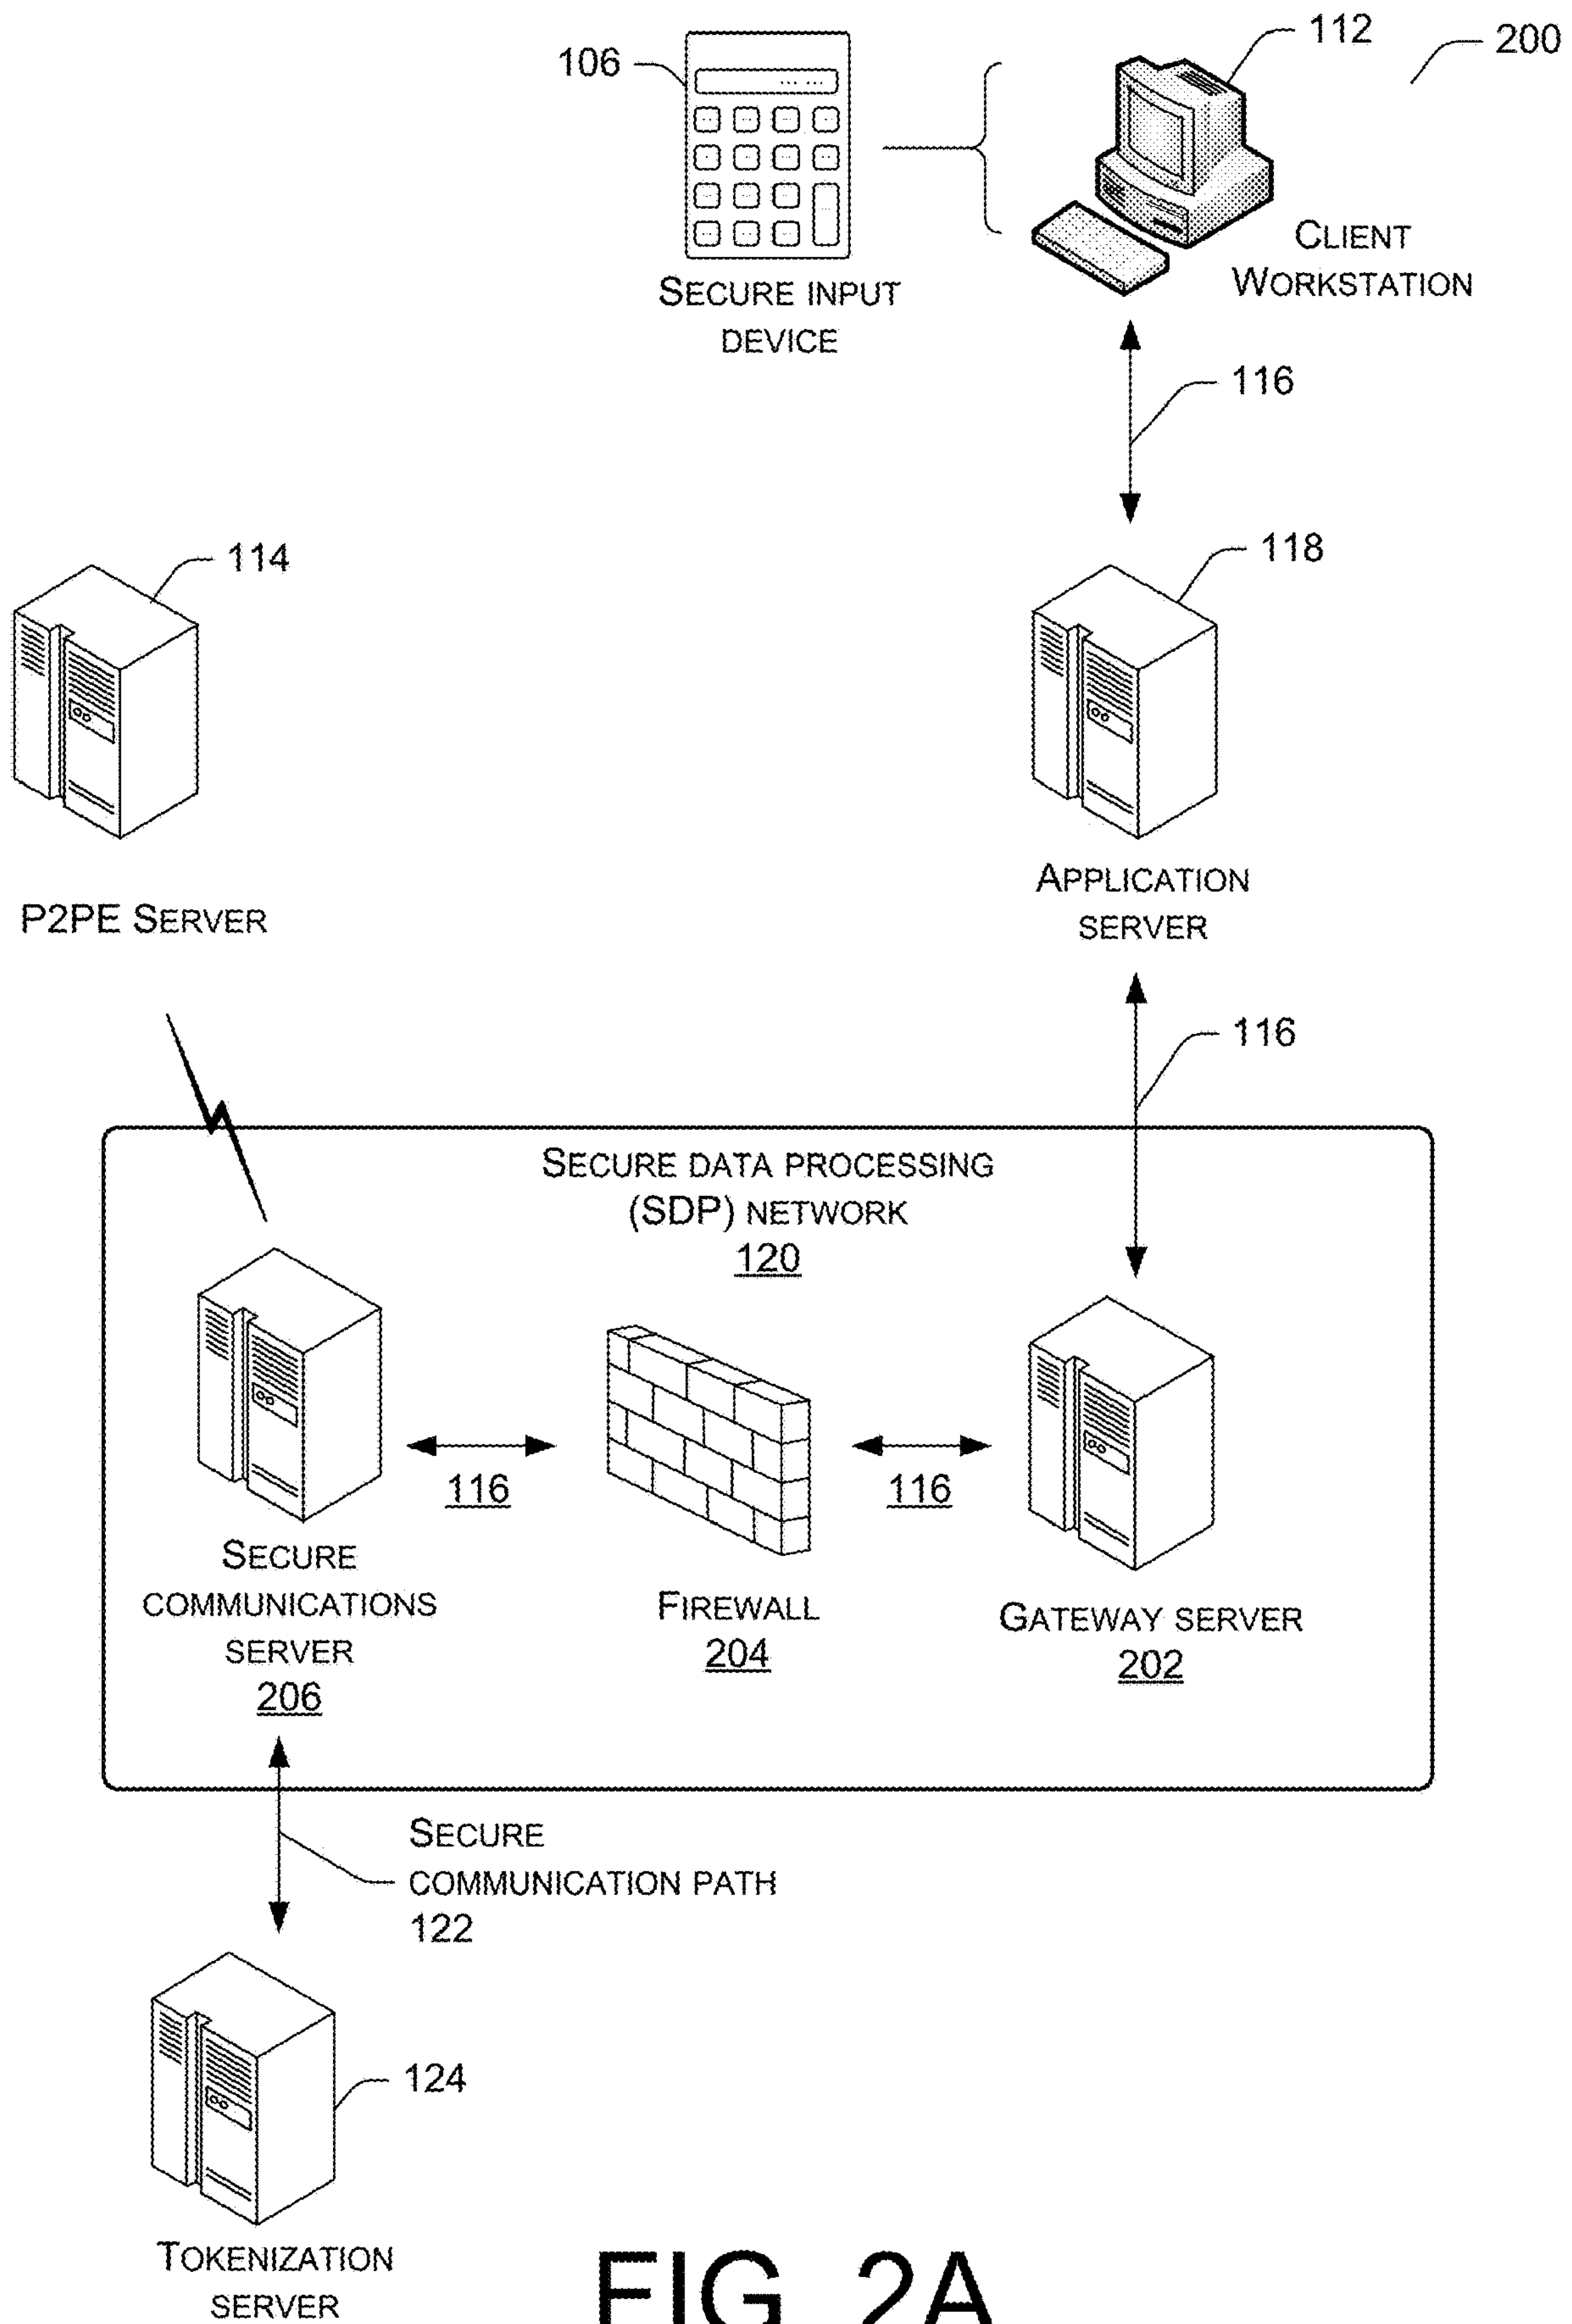 106
112
200
SECURE INPUT
DEVICE
CLIENT
WORKSTATION
116
114
118
P2PE SERVER
APPLICATION
SERVER
116
SECURE DATA PROCESSING
(SDP) NETWORK
120
116
116
SECURE
COMMUNICATIONS
SERVER
206
FIREWALL
204
GATEWAY SERVER
202
SECURE
COMMUNICATION PATH
122
124
TOKENIZATION
SERVER
FIG. 2A